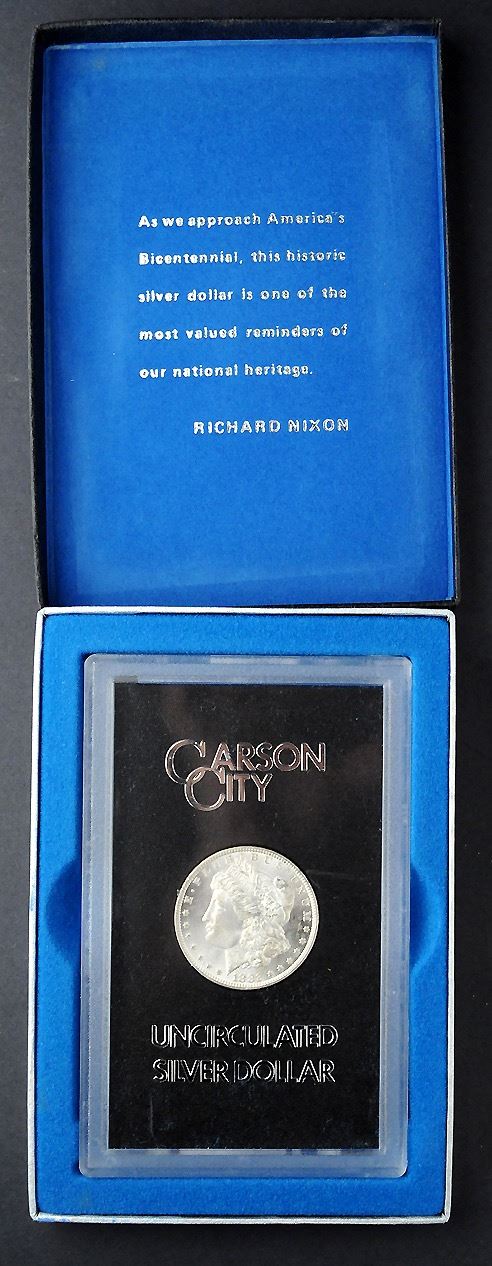 As we approach America's
Bicentennial, this historic
silver dollar is one of the
most valued reminders of
our national heritage.
RICHARD NIXON
CARSON
CITY
UNCIRCULATED
SILVER DOLLAR